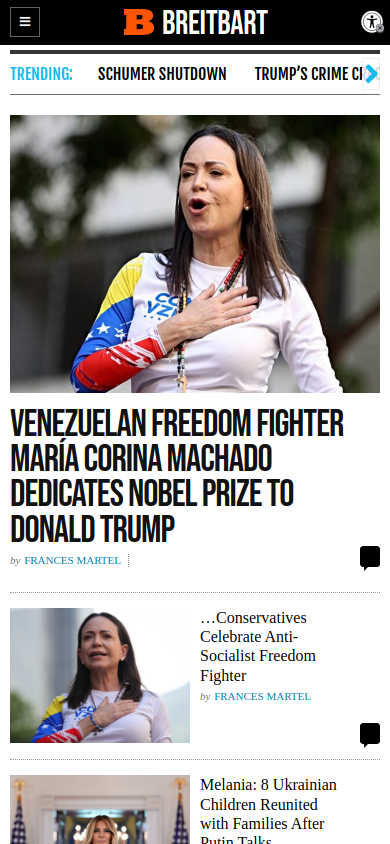 B BREITBART
TRENDING: SCHUMER SHUTDOWN TRUMP'S CRIME
VENEZUELAN FREEDOM FIGHTER
MARÍA CORINA MACHADO
DEDICATES NOBEL PRIZE TO
DONALD TRUMP
by FRANCES MARTEL
…Conservatives
Celebrate Anti-
Socialist Freedom
Fighter
by FRANCES MARTEL
Melania: 8 Ukrainian
Children Reunited
with Families After
Putin Talks